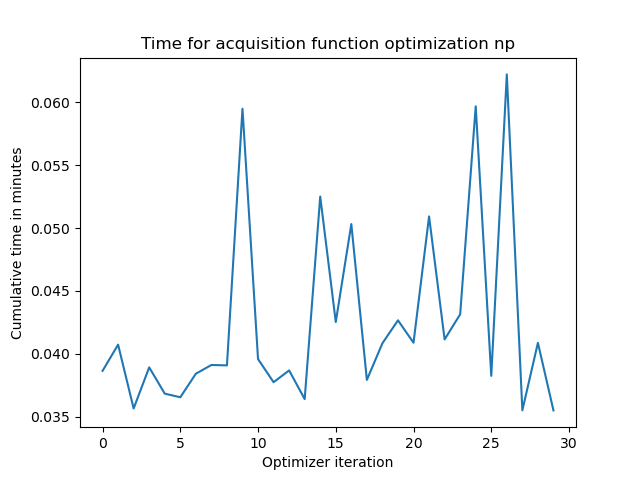 Time for acquisition function optimization np
0.060
0.055
0.050
0.045
0.040
0.035
Cumulative time in minutes
0 5 10 15 20 25 30
Optimizer iteration